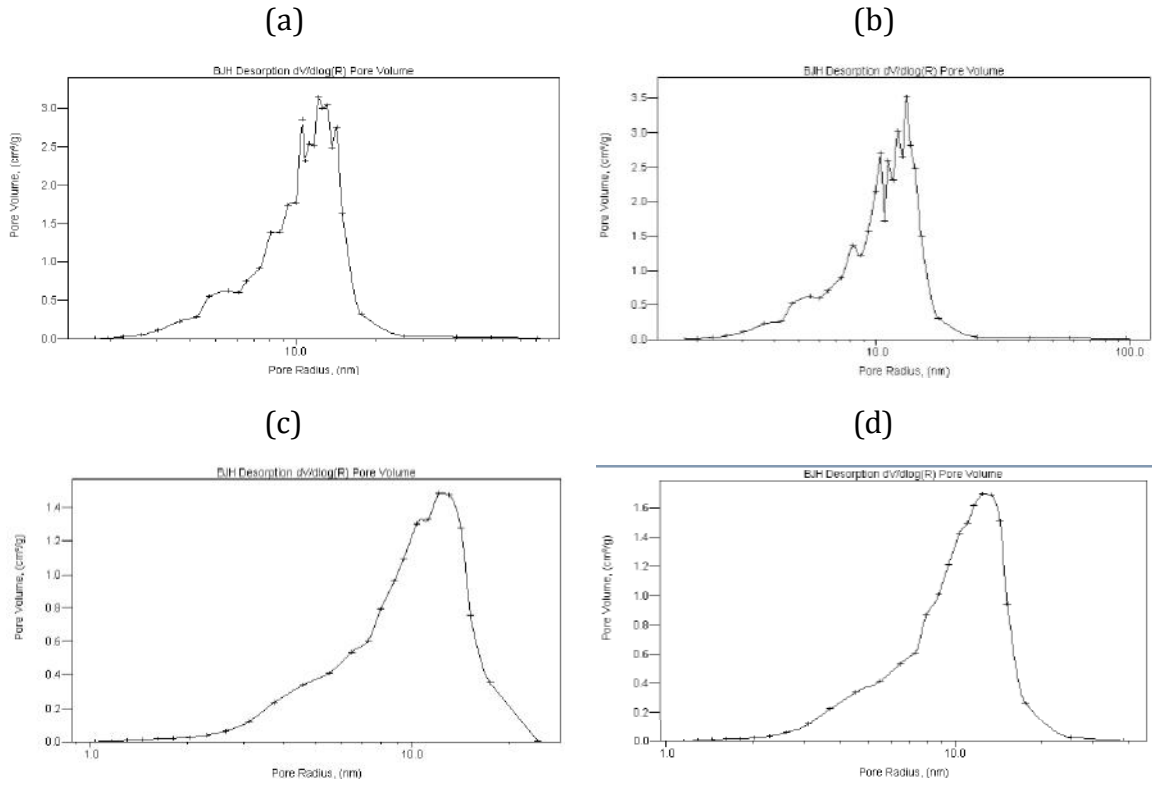 (a)
BJH Desorption dV/dlog(R) Pore Volume
3.0
2.5
2.0
1.5
1.0
0.5
0.0
Pore Volume, (cm³/g)
10.0
Pore Radius, (nm)
(b)
BJH Desorption dV/dlog(R) Pore Volume
3.5
3.0
2.5
2.0
1.5
1.0
0.5
0.0
Pore Volume, (cm³/g)
10.0 100.0
Pore Radius, (nm)
(c)
BJH Desorption dV/dlog(R) Pore Volume
1.4
1.2
1.0
0.8
0.6
0.4
0.2
0.0
Pore Volume, (cm³/g)
1.0 10.0
Pore Radius, (nm)
(d)
BJH Desorption dV/dlog(R) Pore Volume
1.6
1.4
1.2
1.0
0.8
0.6
0.4
0.2
0.0
Pore Volume, (cm³/g)
1.0 10.0
Pore Radius, (nm)